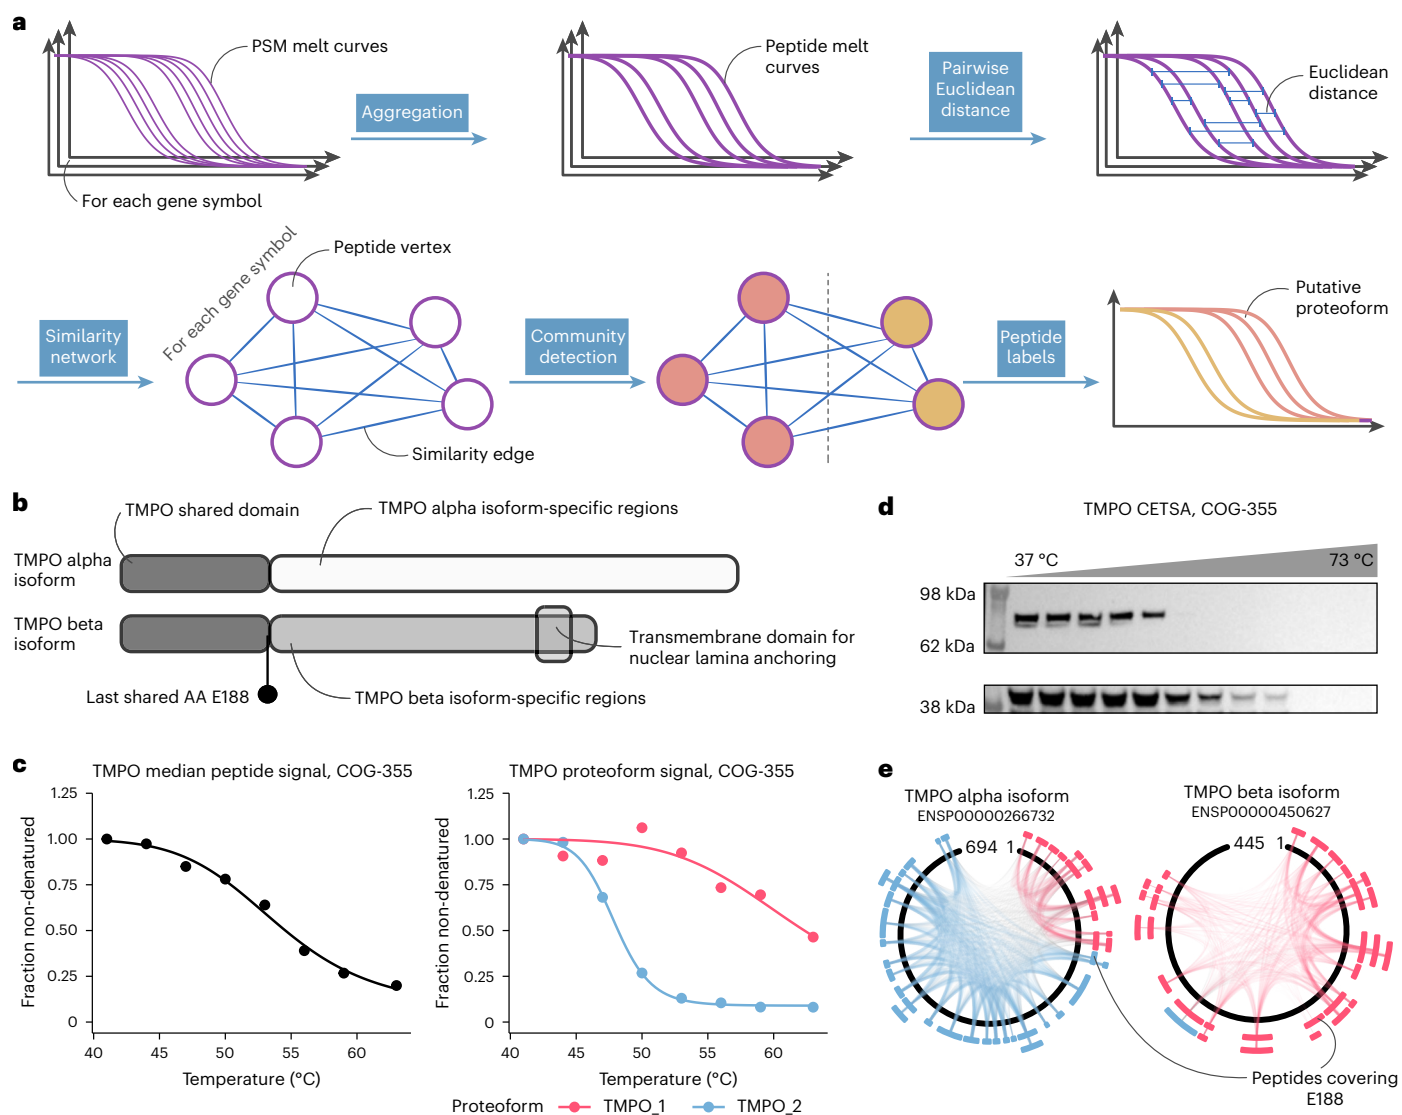 a
PSM melt curves
For each gene symbol
Aggregation
Peptide melt
curves
Pairwise
Euclidean
distance
Euclidean
distance
Similarity
network
For each gene symbol
Peptide vertex
Similarity edge
Community
detection
Peptide
labels
Putative
proteoform
b
TMPO shared domain
TMPO alpha isoform-specific regions
TMPO alpha
isoform
TMPO beta
isoform
Transmembrane domain for
nuclear lamina anchoring
Last shared AA E188
TMPO beta isoform-specific regions
c
TMPO median peptide signal, COG-355
Fraction non-denatured
1.25
1.00
0.75
0.50
0.25
0
40
45
50
55
60
Temperature (°C)
TMPO proteoform signal, COG-355
Fraction non-denatured
1.25
1.00
0.75
0.50
0.25
0
40
45
50
55
60
Temperature (°C)
Proteoform
TMPO_1
TMPO_2
d
TMPO CETSA, COG-355
37 °C
73 °C
98 kDa
62 kDa
38 kDa
e
TMPO alpha isoform
ENSP00000266732
694 1
TMPO beta isoform
ENSP00000450627
445 1
Peptides covering
E188